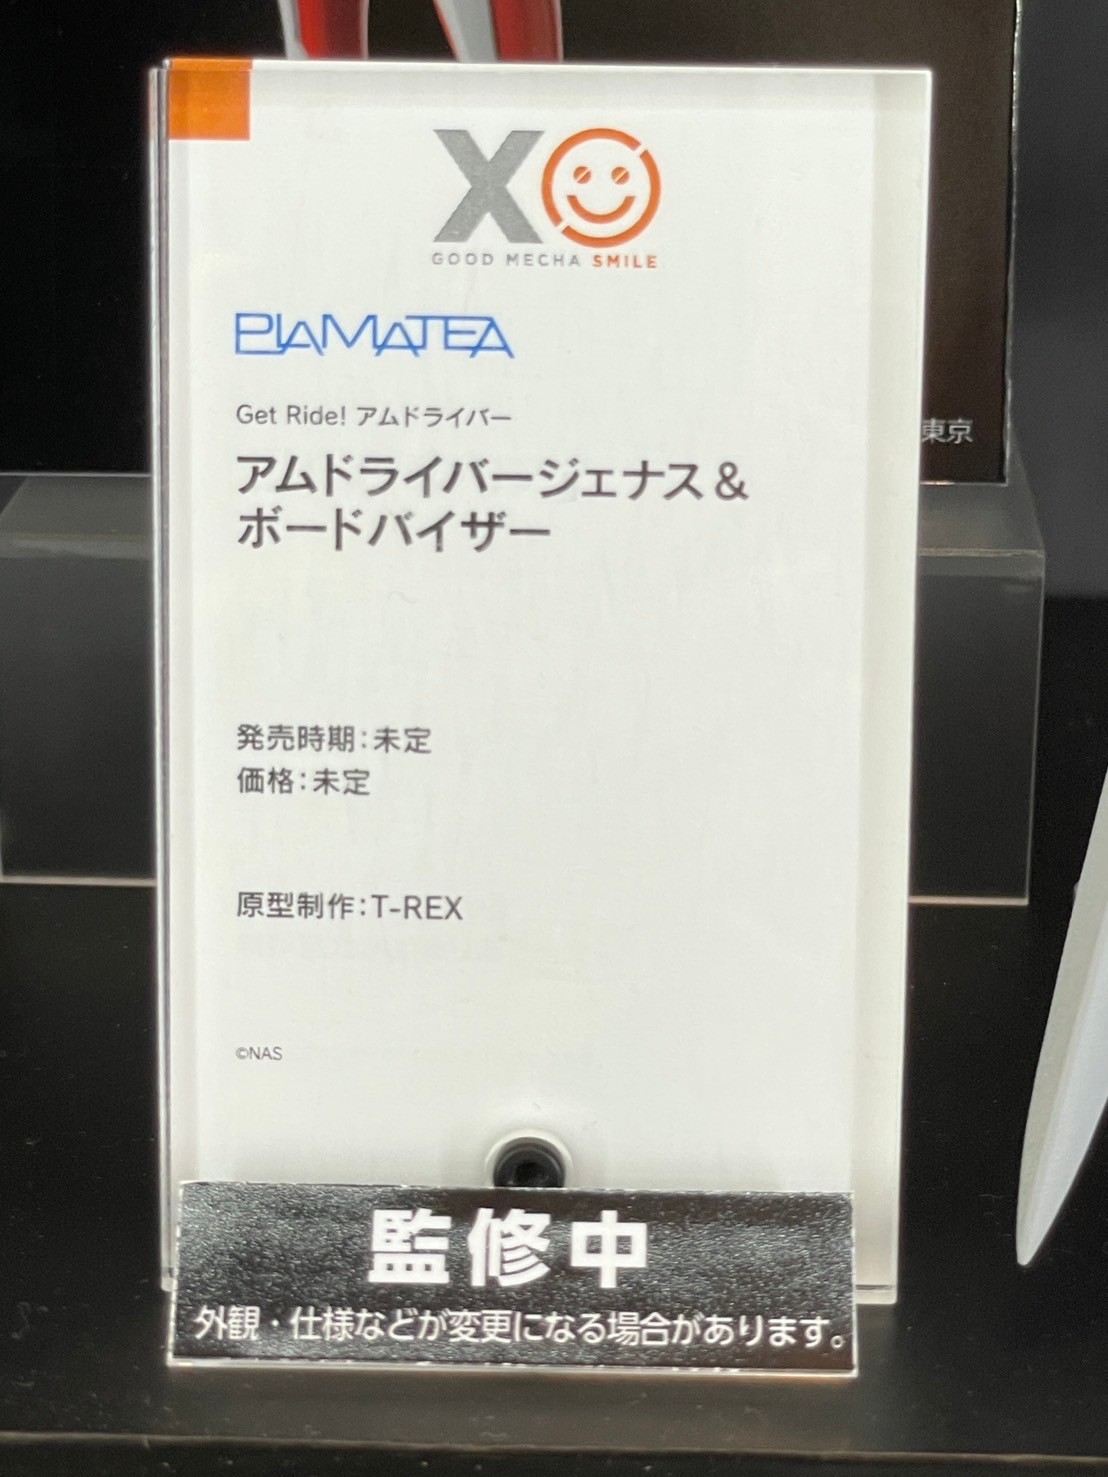 XO
GOOD MECHA SMILE
PLAMATEA
Get Ride! アムドライバー
アムドライバージェナス&
ボードバイザー
発売時期:未定
価格:未定
原型制作:T-REX
©NAS
監修中
外観・仕様などが変更になる場合があります。
東京